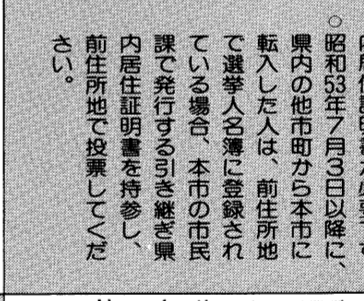 ○昭和53年7月3日以降に、
県内の他市町から本市に
転入した人は、前住所地
で選挙人名簿に登録され
ている場合、本市の市民
課で発行する引き継ぎ県
内居住証明書を持参し、
前住所地で投票してくだ
さい。